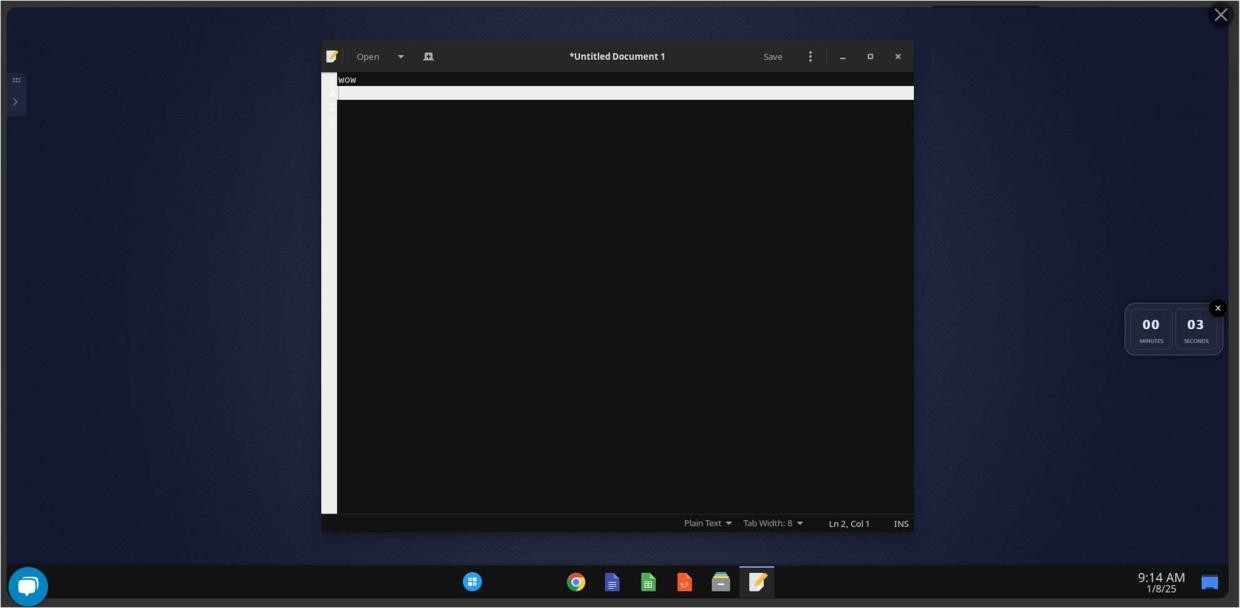 Open
*Untitled Document 1
Save
wow
00
MINUTES
03
SECONDS
Plain Text
Tab Width: 8
Ln 2, Col 1
INS
9:14 AM
1/8/25